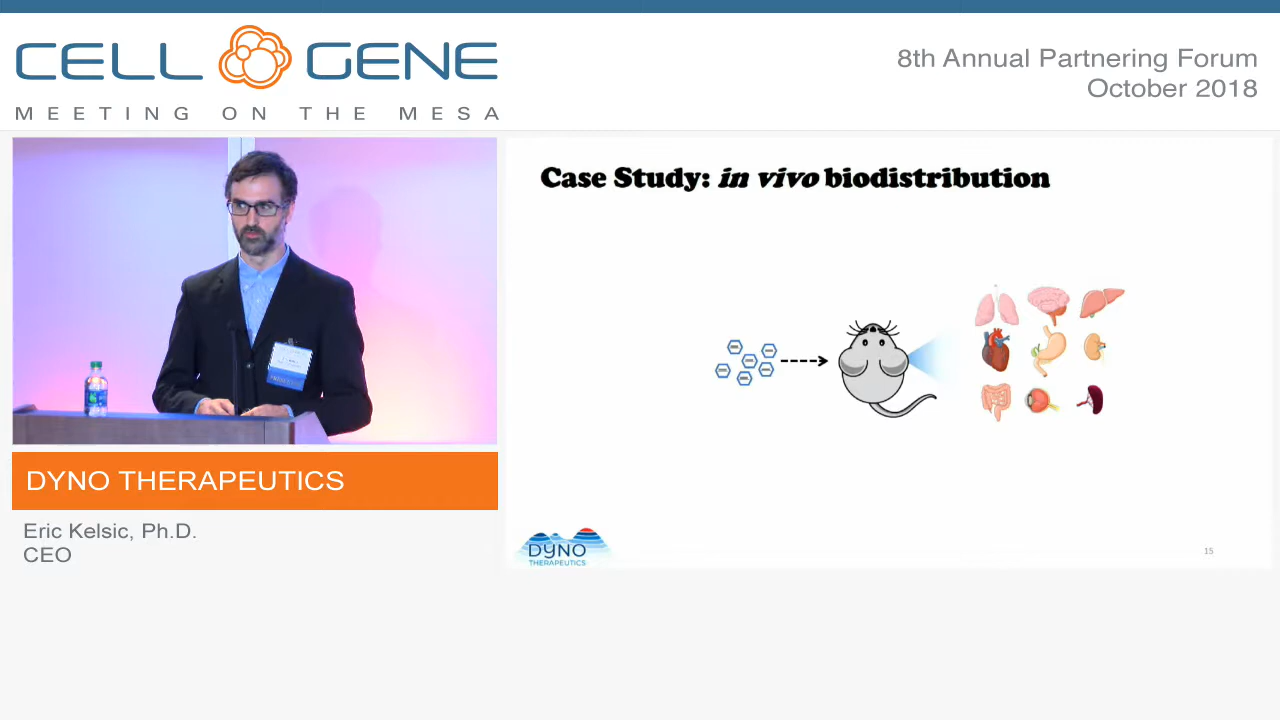 CELL GENE
MEETING ON THE MESA
8th Annual Partnering Forum
October 2018
Case Study: in vivo biodistribution
DYNO THERAPEUTICS
Eric Kelsic, Ph.D.
CEO
DYNO
THERAPEUTICS
15